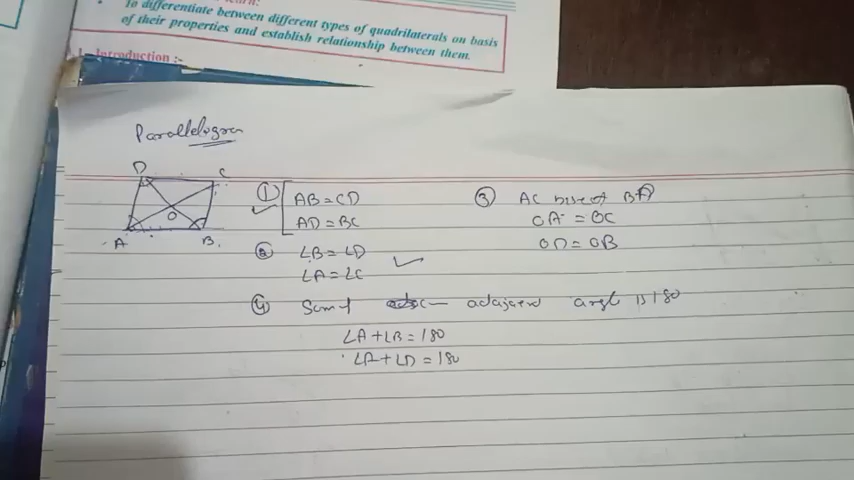 To differentiate between different types of quadrilaterals on basis
of their properties and establish relationship between them.
1. Introduction :-
Parallelogram
D C
O
A B
① AB = CD
AD = BC
② ∠B = ∠D
∠A = ∠C
③ AC bisect BD
OA = OC
OD = OB
④ Sum of adajcend angle is 180
∠A + ∠B = 180
∠A + ∠D = 180